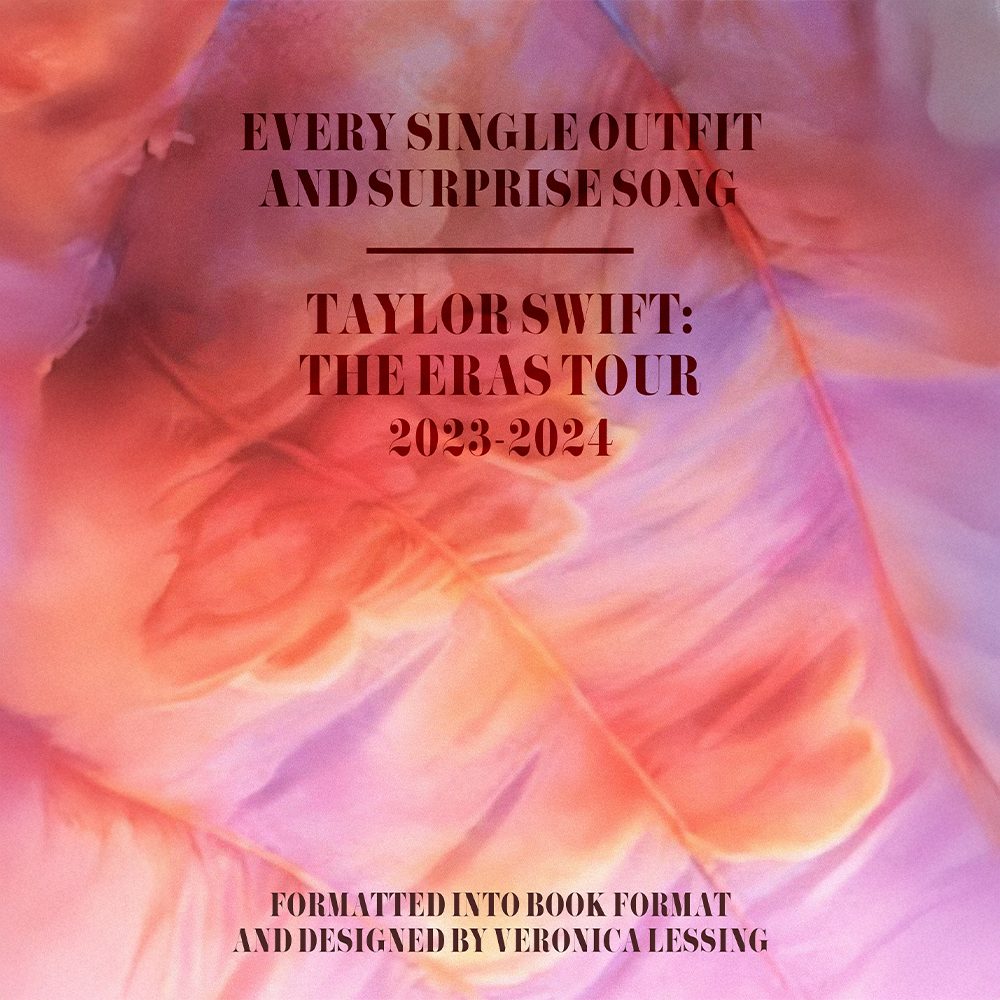 EVERY SINGLE OUTFIT
AND SURPRISE SONG
TAYLOR SWIFT:
THE ERAS TOUR
2023-2024
FORMATTED INTO BOOK FORMAT
AND DESIGNED BY VERONICA LESSING